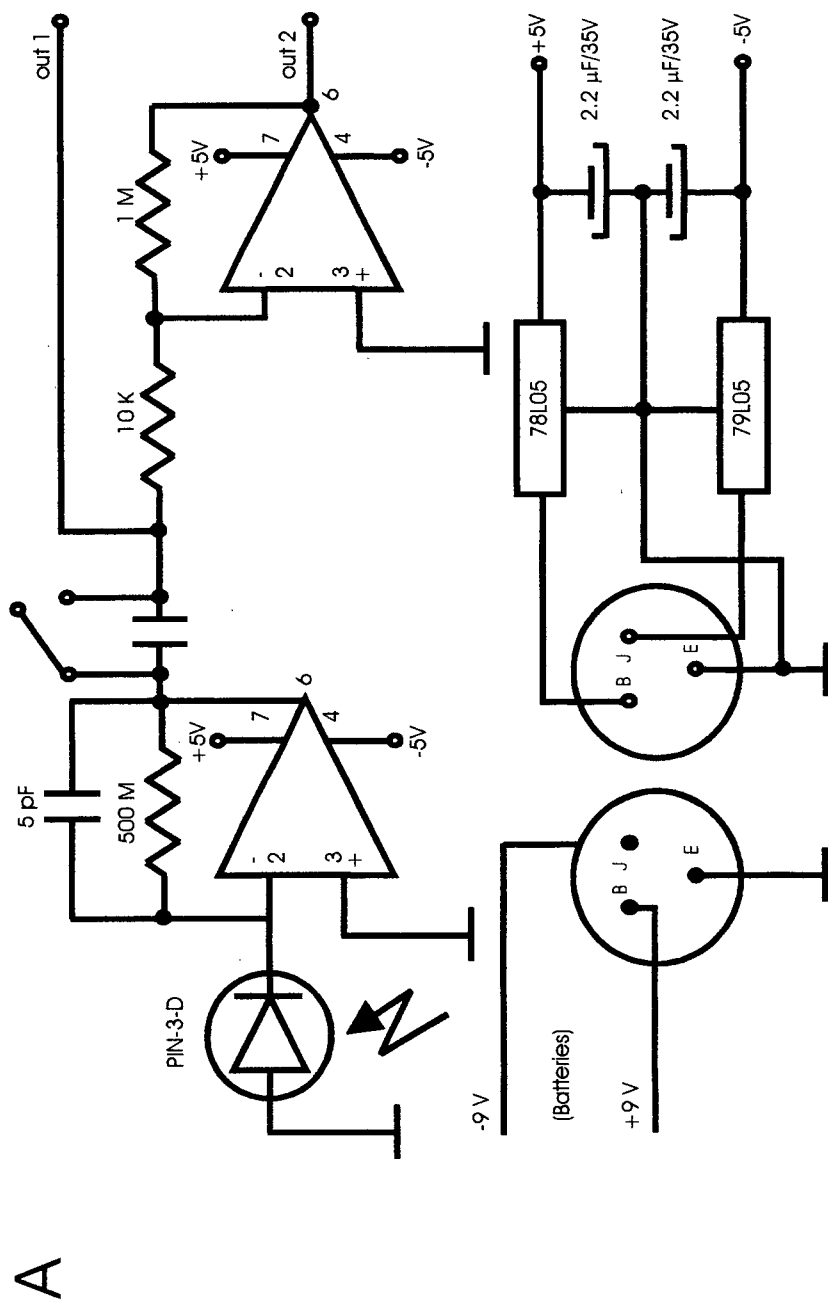 A
5 pF
500 M
PIN-3-D
-
2
3
+
+5V
7
4
-5V
6
10 K
1 M
-
2
3
+
+5V
7
4
-5V
6
out 1
out 2
-9 V
(Batteries)
+9 V
B
J
E
B
J
E
78L05
79L05
+5V
2.2 µF/35V
2.2 µF/35V
-5V